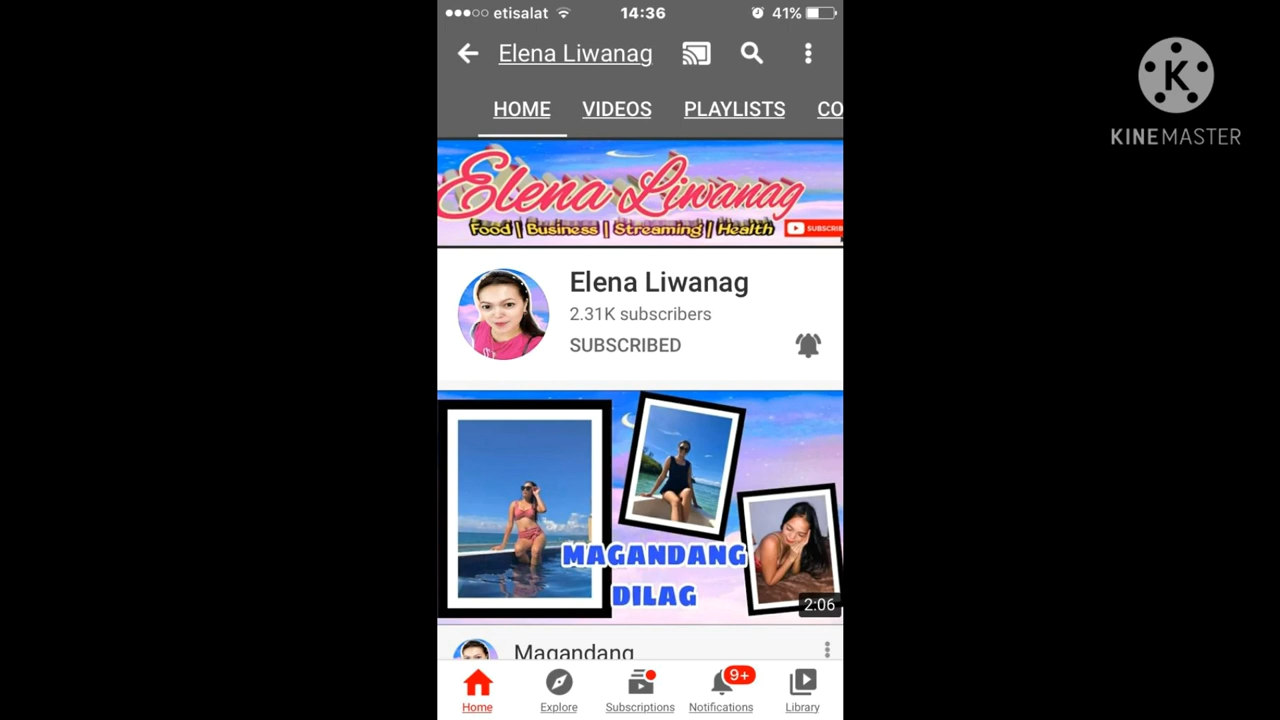 etisalat 14:36 41%
Elena Liwanag
HOME VIDEOS PLAYLISTS CO
Elena Liwanag
Food | Business | Streaming | Health SUBSCRIB
Elena Liwanag
2.31K subscribers
SUBSCRIBED
MAGANDANG
DILAG
2:06
Magandang
9+
Home Explore Subscriptions Notifications Library
K
KINEMASTER